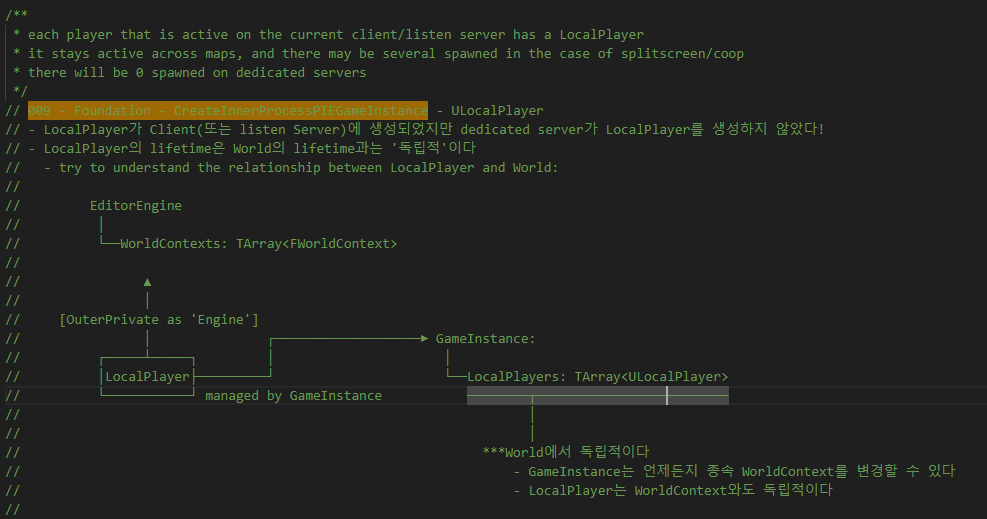 /**
 * each player that is active on the current client/listen server has a LocalPlayer
 * it stays active across maps, and there may be several spawned in the case of splitscreen/coop
 * there will be 0 spawned on dedicated servers
 */
// 009 - Foundation - CreateInnerProcessPIEGameInstance - ULocalPlayer
// - LocalPlayer가 Client(또는 listen Server)에 생성되었지만 dedicated server가 LocalPlayer를 생성하지 않았다!
// - LocalPlayer의 lifetime은 World의 lifetime과는 '독립적'이다
//   - try to understand the relationship between LocalPlayer and World:
//
//         EditorEngine
//          │
//          └──WorldContexts: TArray<FWorldContext>
//
//                ▲
//                │
//     [OuterPrivate as 'Engine']
//                │               ┌───────────────────► GameInstance:
//          ┌─────┴─────┐         │                      │
//          │LocalPlayer├─────────┘                      └──LocalPlayers: TArray<ULocalPlayer>
//          └───────────┘ managed by GameInstance           ────────┬─────────────────────────
//                                                                  │
//                                                                  │
//                                                            ***World에서 독립적이다
//                                                                - GameInstance는 언제든지 종속 WorldContext를 변경할 수 있다
//                                                                - LocalPlayer는 WorldContext와도 독립적이다
//